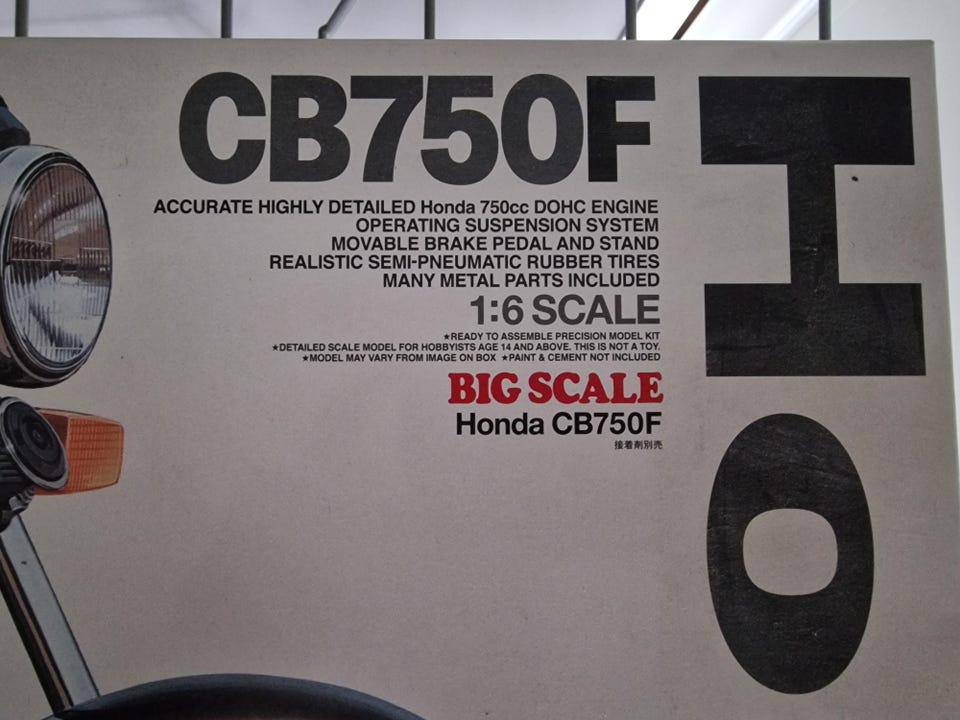 CB750F
ACCURATE HIGHLY DETAILED Honda 750cc DOHC ENGINE
OPERATING SUSPENSION SYSTEM
MOVABLE BRAKE PEDAL AND STAND
REALISTIC SEMI-PNEUMATIC RUBBER TIRES
MANY METAL PARTS INCLUDED
1:6 SCALE
★READY TO ASSEMBLE PRECISION MODEL KIT
★DETAILED SCALE MODEL FOR HOBBYISTS AGE 14 AND ABOVE. THIS IS NOT A TOY.
★MODEL MAY VARY FROM IMAGE ON BOX ★PAINT & CEMENT NOT INCLUDED
BIG SCALE
Honda CB750F
接着剤別売
HO